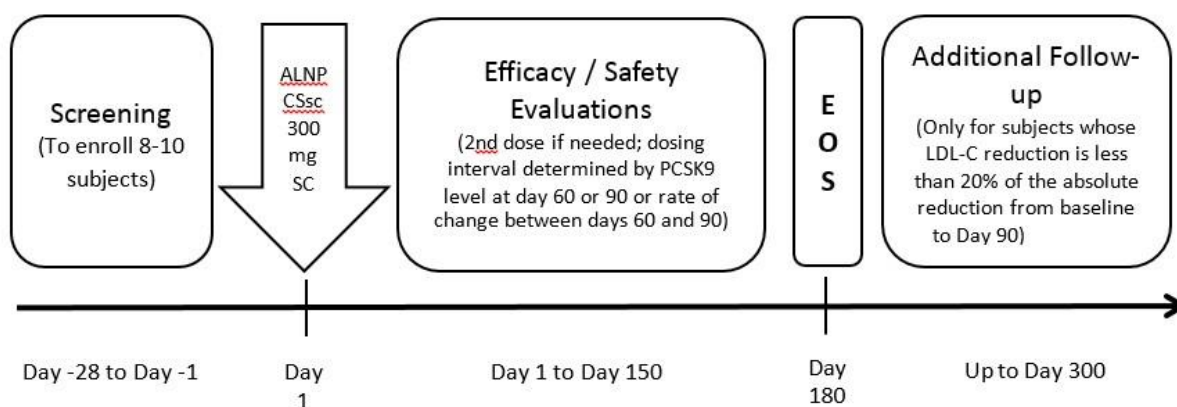 Screening
(To enroll 8-10
subjects)
ALNP
CSsc
300
mg
SC
Efficacy / Safety
Evaluations
(2nd dose if needed; dosing
interval determined by PCSK9
level at day 60 or 90 or rate of
change between days 60 and 90)
E
O
S
Additional Follow-
up
(Only for subjects whose
LDL-C reduction is less
than 20% of the absolute
reduction from baseline
to Day 90)
Day -28 to Day -1
Day
1
Day 1 to Day 150
Day
180
Up to Day 300